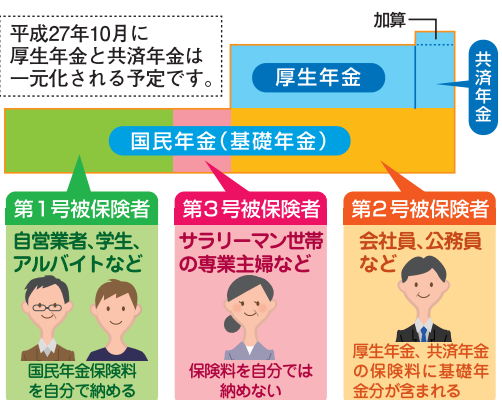 平成27年10月に
厚生年金と共済年金は
一元化される予定です。
加算
厚生年金
共済年金
国民年金(基礎年金)
第1号被保険者
自営業者、学生、
アルバイトなど
国民年金保険料
を自分で納める
第3号被保険者
サラリーマン世帯
の専業主婦など
保険料を自分では
納めない
第2号被保険者
会社員、公務員
など
厚生年金、共済年金
の保険料に基礎年
金分が含まれる